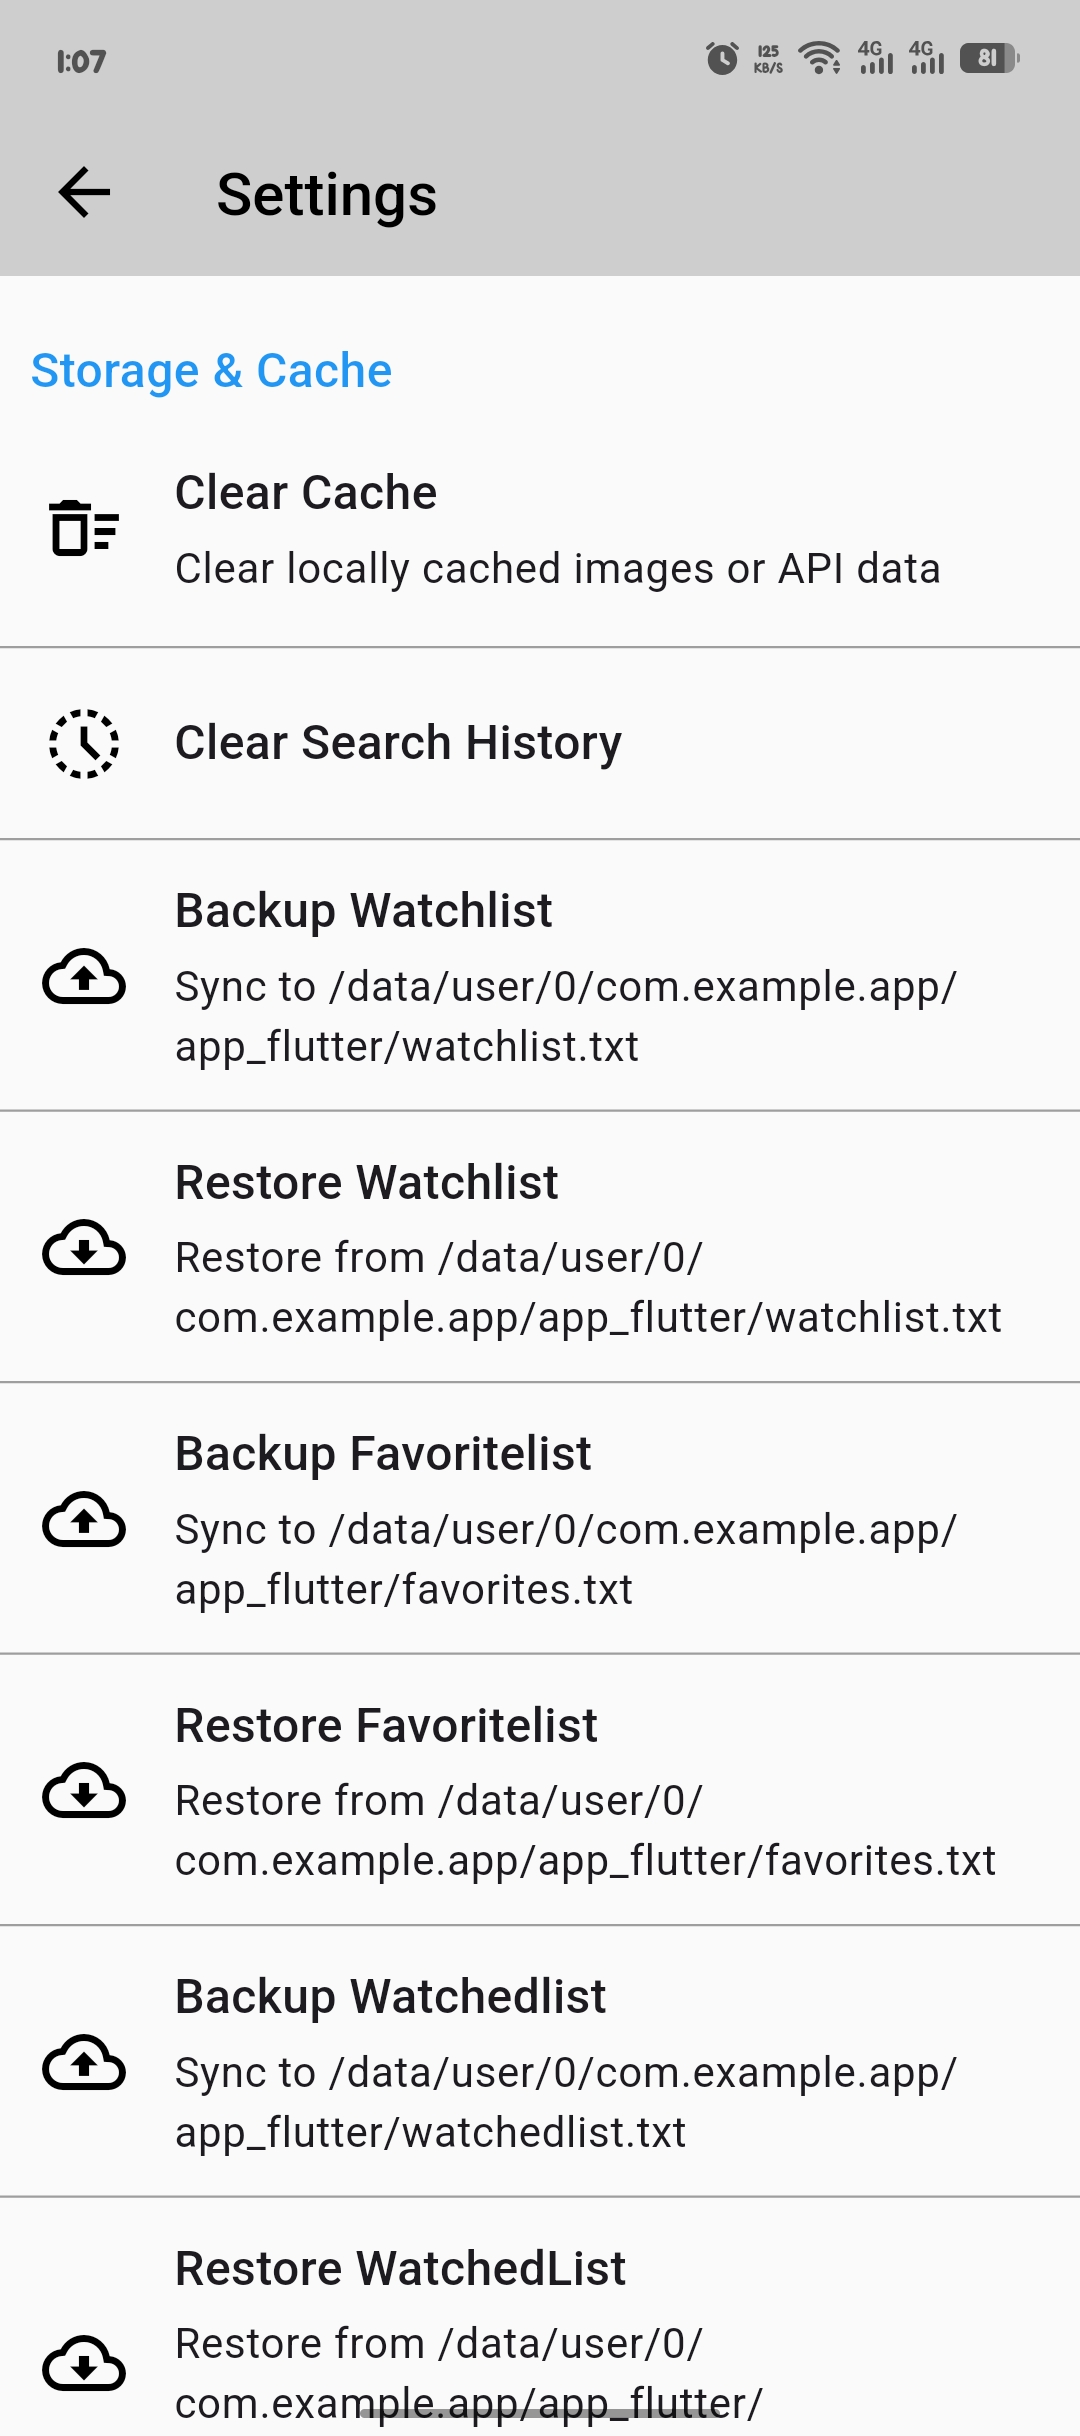 1:07
125
KB/S
4G
4G
81
Settings
Storage & Cache
Clear Cache
Clear locally cached images or API data
Clear Search History
Backup Watchlist
Sync to /data/user/0/com.example.app/
app_flutter/watchlist.txt
Restore Watchlist
Restore from /data/user/0/
com.example.app/app_flutter/watchlist.txt
Backup Favoritelist
Sync to /data/user/0/com.example.app/
app_flutter/favorites.txt
Restore Favoritelist
Restore from /data/user/0/
com.example.app/app_flutter/favorites.txt
Backup Watchedlist
Sync to /data/user/0/com.example.app/
app_flutter/watchedlist.txt
Restore WatchedList
Restore from /data/user/0/
com.example.app/app_flutter/